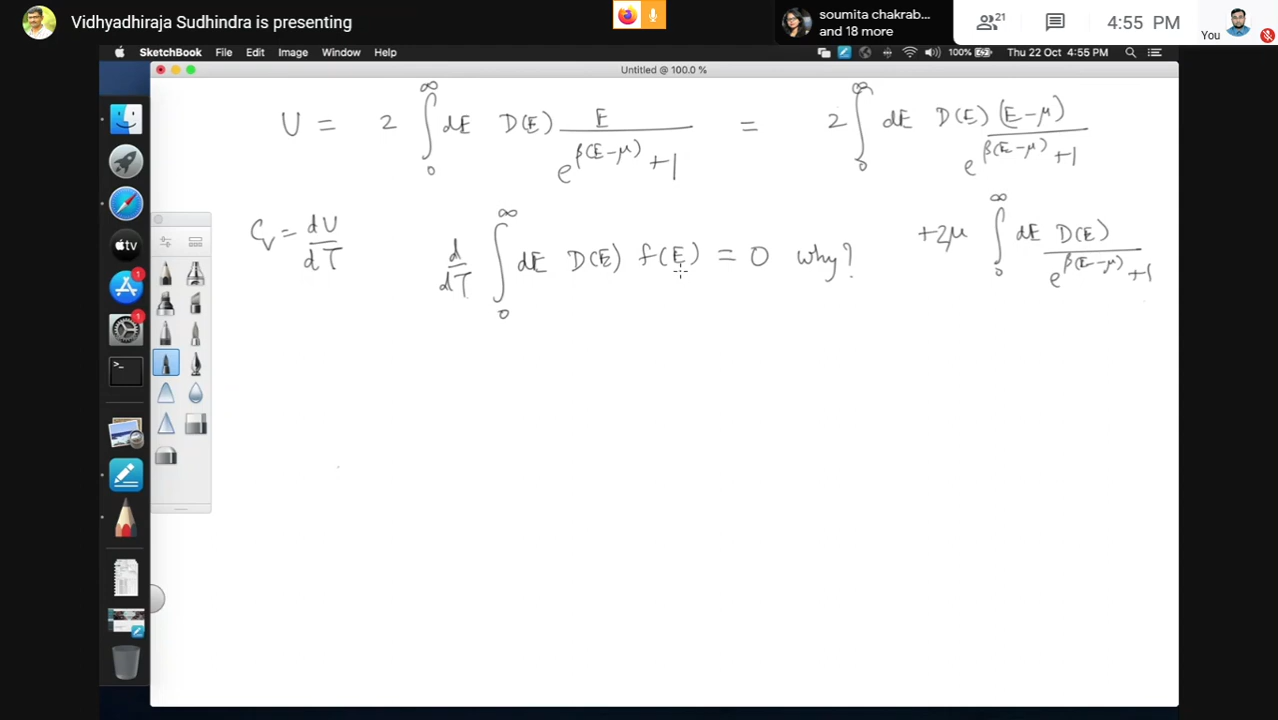 Vidhyadhiraja Sudhindra is presenting
soumita chakrab...
and 18 more
21
4:55 PM
You
SketchBook File Edit Image Window Help
100% Thu 22 Oct 4:55 PM
Untitled @ 100.0 %
U = 2 ∫₀^∞ dE D(E) E / (e^{β(E-μ)} + 1) = 2 ∫₀^∞ dE D(E) (E-μ) / (e^{β(E-μ)} + 1)
+2μ ∫₀^∞ dE D(E) / (e^{β(E-μ)} + 1)
C_V = dU/dT d/dT ∫₀^∞ dE D(E) f(E) = 0 why?
tv